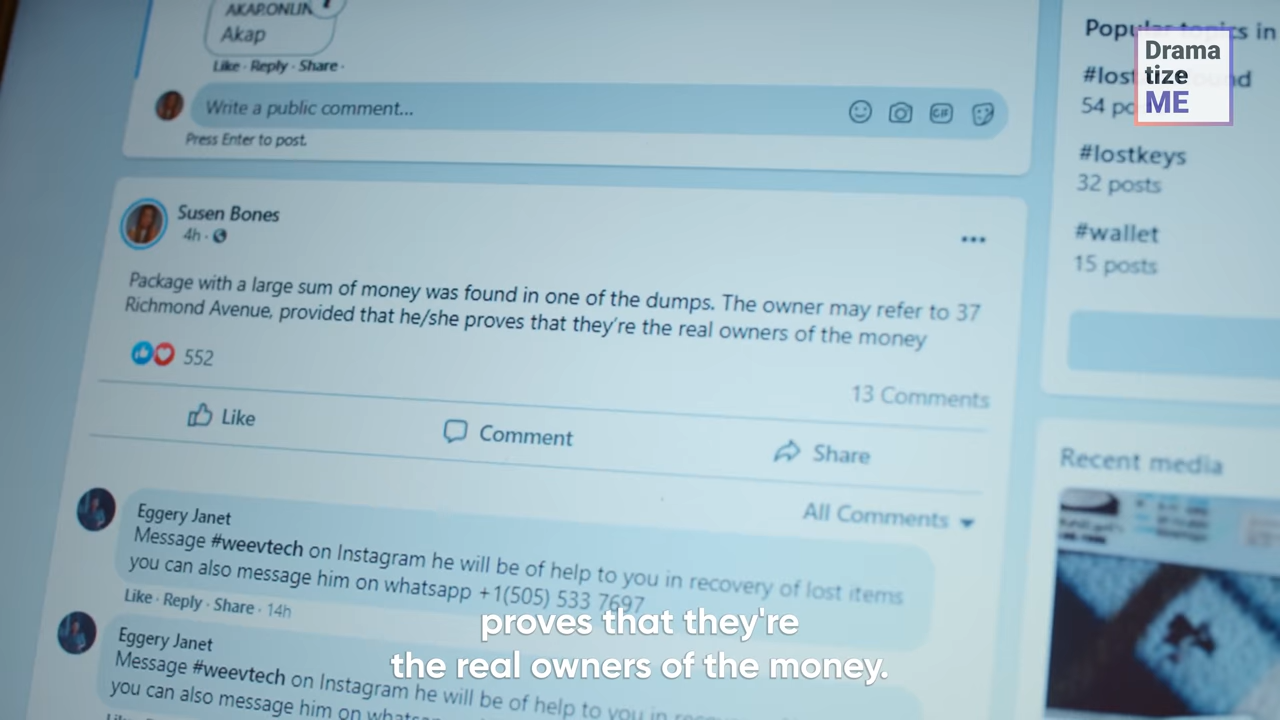 AKAP.ONLIN
Akap
Like · Reply · Share ·
Write a public comment...
GIF
Press Enter to post.
Susen Bones
4h ·
Package with a large sum of money was found in one of the dumps. The owner may refer to 37
Richmond Avenue, provided that he/she proves that they're the real owners of the money
552
13 Comments
Like
Comment
Share
All Comments
Eggery Janet
Message #weevtech on Instagram he will be of help to you in recovery of lost items
you can also message him on whatsapp +1(505) 533 7697
Like · Reply · Share · 14h
Eggery Janet
Message #weevtech on Instagram he will be of help to you in
you can also message him on
Popular topics in
54
#lostkeys
32 posts
#wallet
15 posts
Recent media
Drama
tize
ME
proves that they're
the real owners of the money.